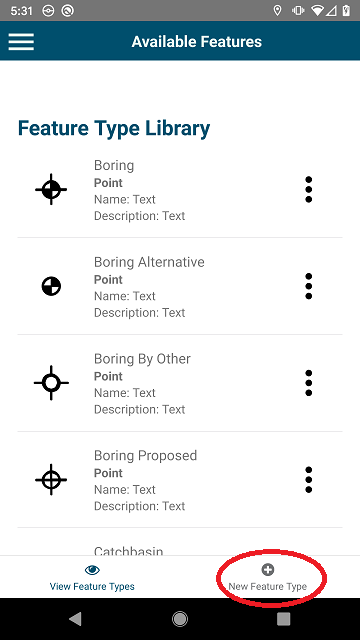 5:31
Available Features
Feature Type Library
Boring
Point
Name: Text
Description: Text
Boring Alternative
Point
Name: Text
Description: Text
Boring By Other
Point
Name: Text
Description: Text
Boring Proposed
Point
Name: Text
Description: Text
Catchbasin
View Feature Types
New Feature Type